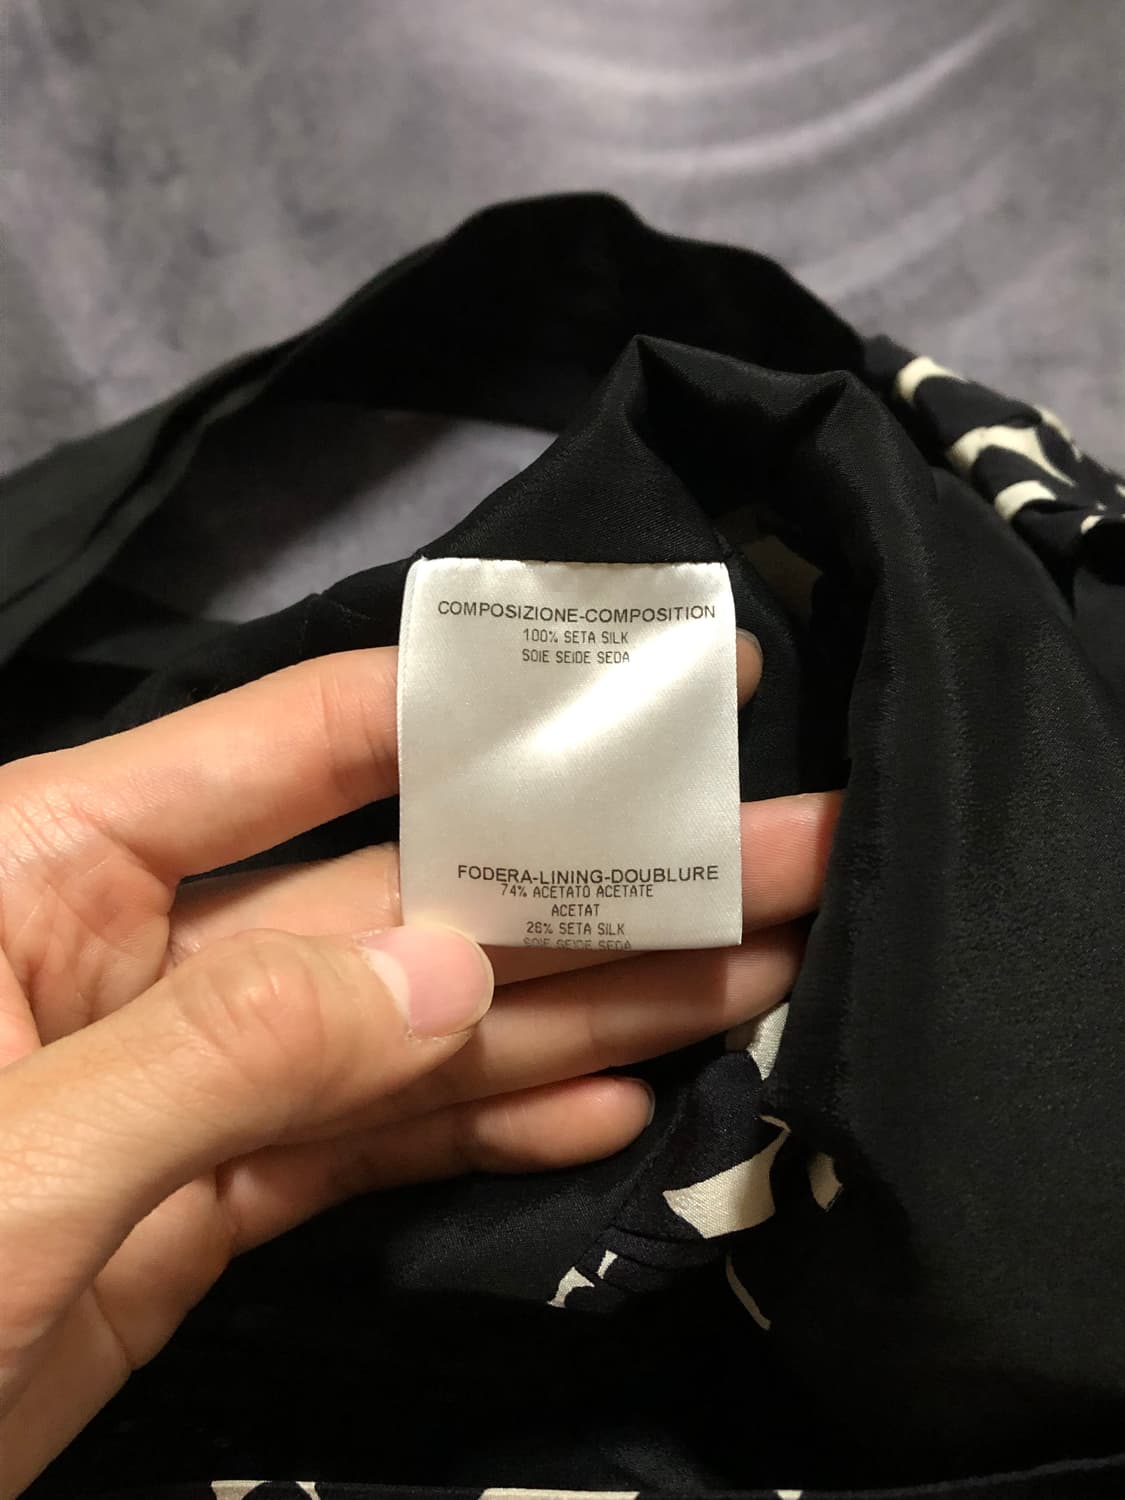 COMPOSIZIONE-COMPOSITION
100% SETA SILK
SOIE SEIDE SEDA
FODERA-LINING-DOUBLURE
74% ACETATO ACETATE
ACETAT
26% SETA SILK
SOIE SEIDE SEDA